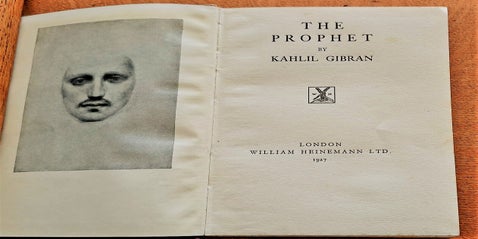 THE
PROPHET
BY
KAHLIL GIBRAN
LONDON
WILLIAM HEINEMANN LTD.
1927